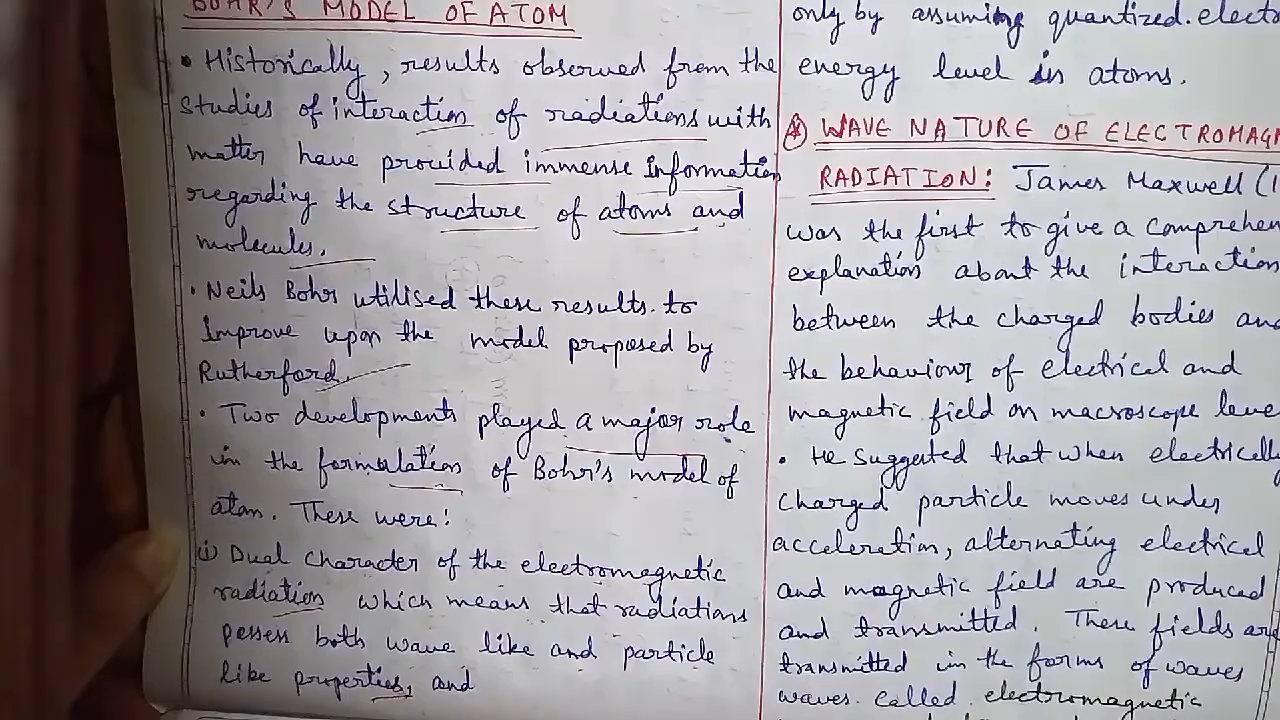 BOHR'S MODEL OF ATOM
• Historically, results observed from the
studies of interaction of radiations with
matter have provided immense information
regarding the structure of atoms and
molecules.
• Neils Bohr utilised these results to
Improve upon the model proposed by
Rutherford.
• Two developments played a major role
in the formulation of Bohr's model of
atom. These were:
i) Dual character of the electromagnetic
radiation which means that radiations
possess both wave like and particle
like properties, and
only by assuming quantized electo
energy level in atoms.
WAVE NATURE OF ELECTROMAG
RADIATION: James Maxwell (1
was the first to give a comprehen
explanation about the interaction
between the charged bodies and
the behaviour of electrical and
magnetic field on macroscope leve
• He suggested that when electrically
charged particle moves under
acceleration, alternating electrical
and magnetic field are produced
and transmitted. These fields are
transmitted in the forms of waves
waves called electromagnetic